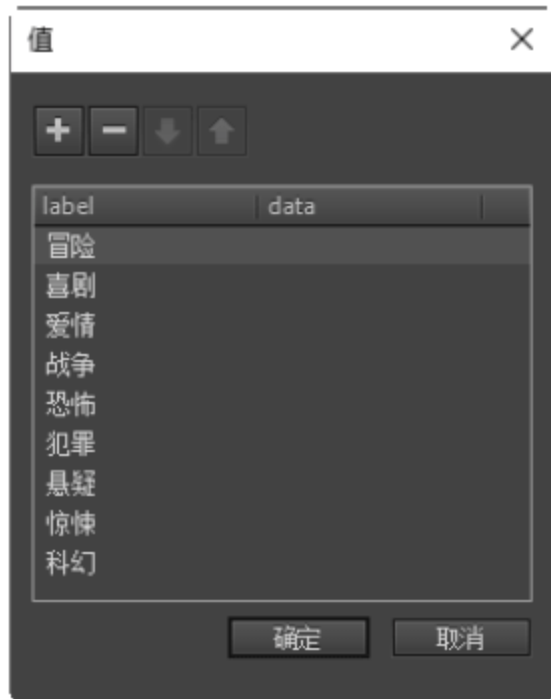 值
label data
冒险
喜剧
爱情
战争
恐怖
犯罪
悬疑
惊悚
科幻
确定 取消